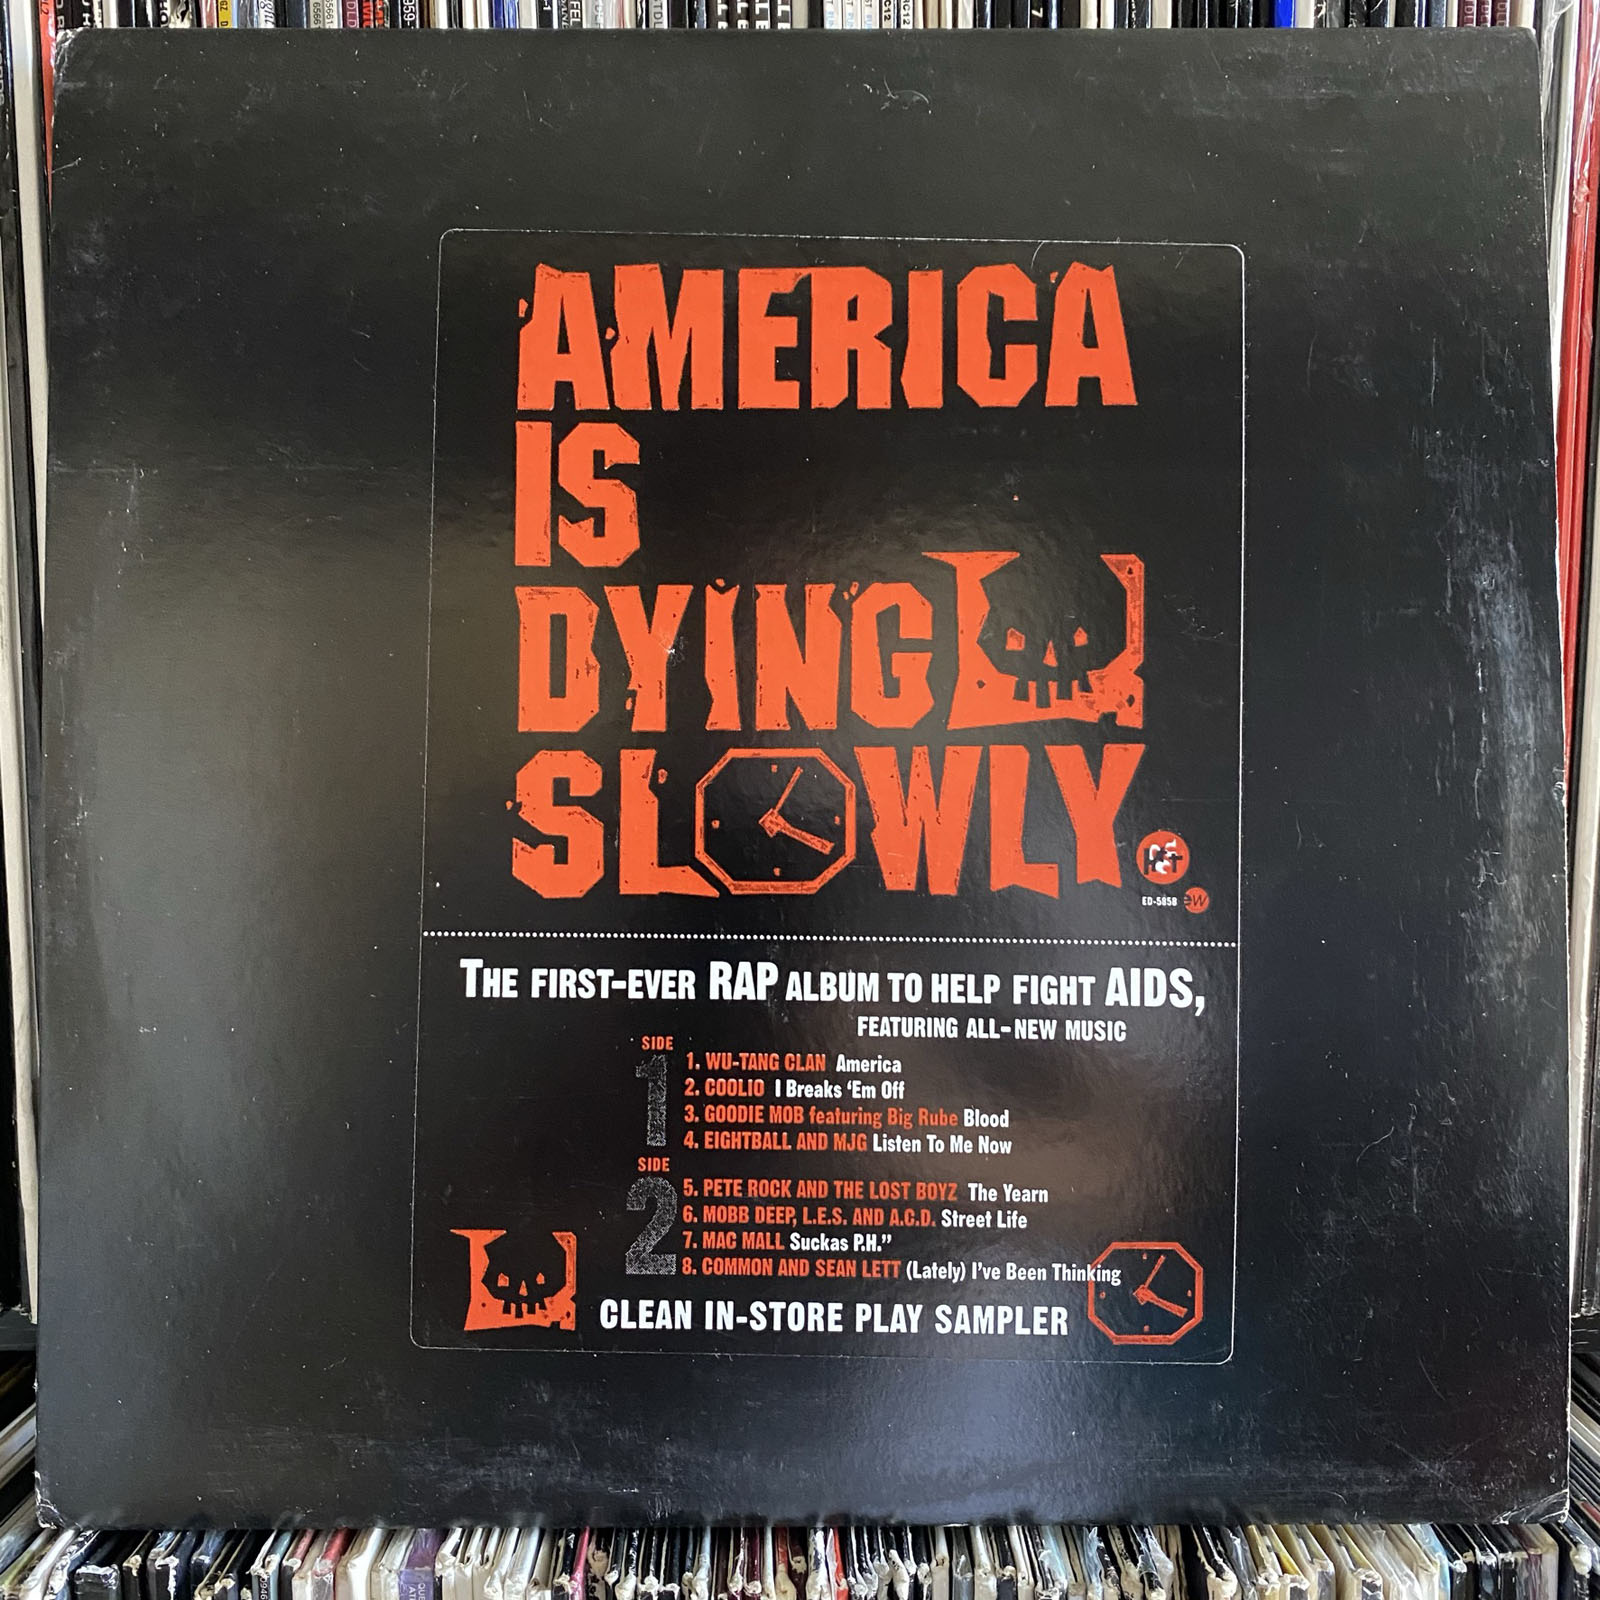 AMERICA
IS
DYING
SLOWLY.
ED-5858 ew
THE FIRST-EVER RAP ALBUM TO HELP FIGHT AIDS,
FEATURING ALL-NEW MUSIC
SIDE
1
1. WU-TANG CLAN America
2. COOLIO I Breaks ‘Em Off
3. GOODIE MOB featuring Big Rube Blood
4. EIGHTBALL AND MJG Listen To Me Now
SIDE
2
5. PETE ROCK AND THE LOST BOYZ The Yearn
6. MOBB DEEP, L.E.S. AND A.C.D. Street Life
7. MAC MALL Suckas P.H.”
8. COMMON AND SEAN LETT (Lately) I’ve Been Thinking
CLEAN IN-STORE PLAY SAMPLER